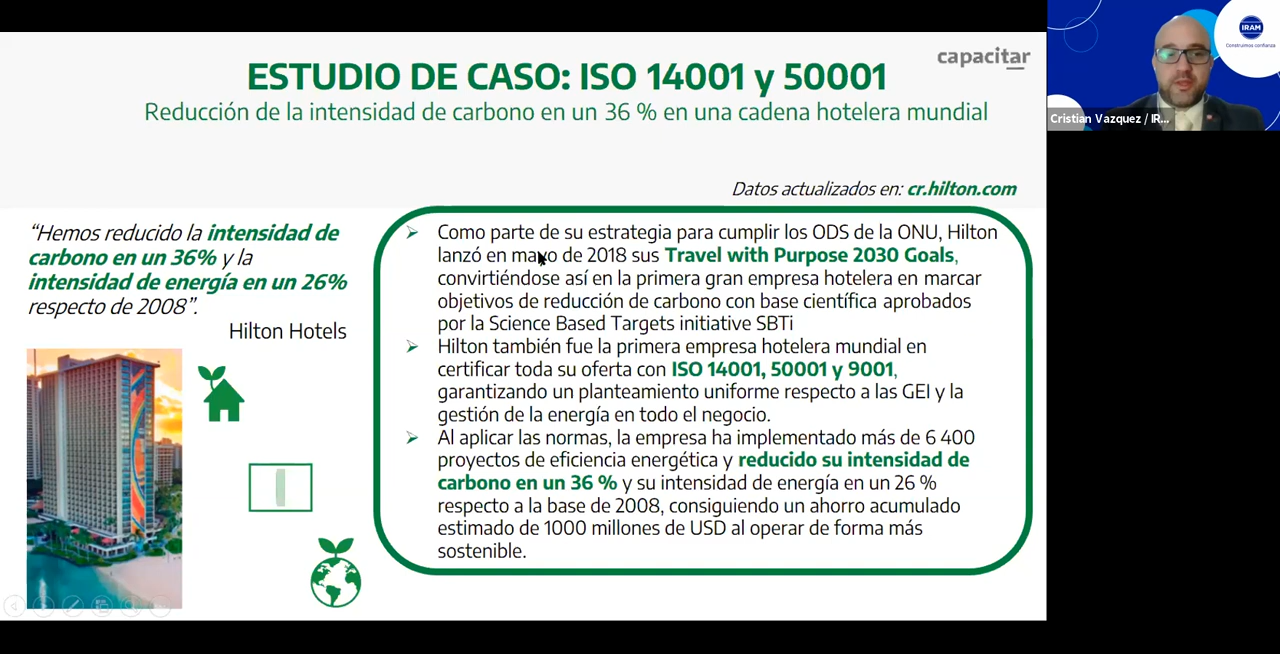 capacitar
ESTUDIO DE CASO: ISO 14001 y 50001
Reducción de la intensidad de carbono en un 36 % en una cadena hotelera mundial
Datos actualizados en: cr.hilton.com
“Hemos reducido la intensidad de
carbono en un 36% y la
intensidad de energía en un 26%
respecto de 2008”.
Hilton Hotels
Como parte de su estrategia para cumplir los ODS de la ONU, Hilton
lanzó en mayo de 2018 sus Travel with Purpose 2030 Goals,
convirtiéndose así en la primera gran empresa hotelera en marcar
objetivos de reducción de carbono con base científica aprobados
por la Science Based Targets initiative SBTi
Hilton también fue la primera empresa hotelera mundial en
certificar toda su oferta con ISO 14001, 50001 y 9001,
garantizando un planteamiento uniforme respecto a las GEI y la
gestión de la energía en todo el negocio.
Al aplicar las normas, la empresa ha implementado más de 6 400
proyectos de eficiencia energética y reducido su intensidad de
carbono en un 36 % y su intensidad de energía en un 26 %
respecto a la base de 2008, consiguiendo un ahorro acumulado
estimado de 1000 millones de USD al operar de forma más
sostenible.
IRAM
Construimos confianza
Cristian Vazquez / IR...